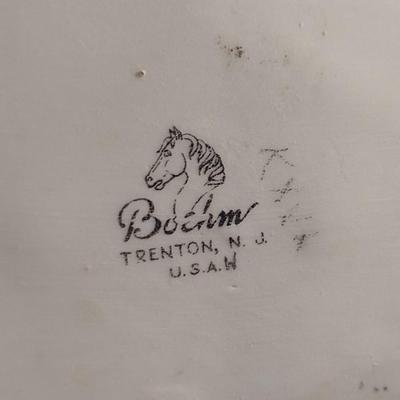 Boehm
TRENTON, N. J.
U.S.A.